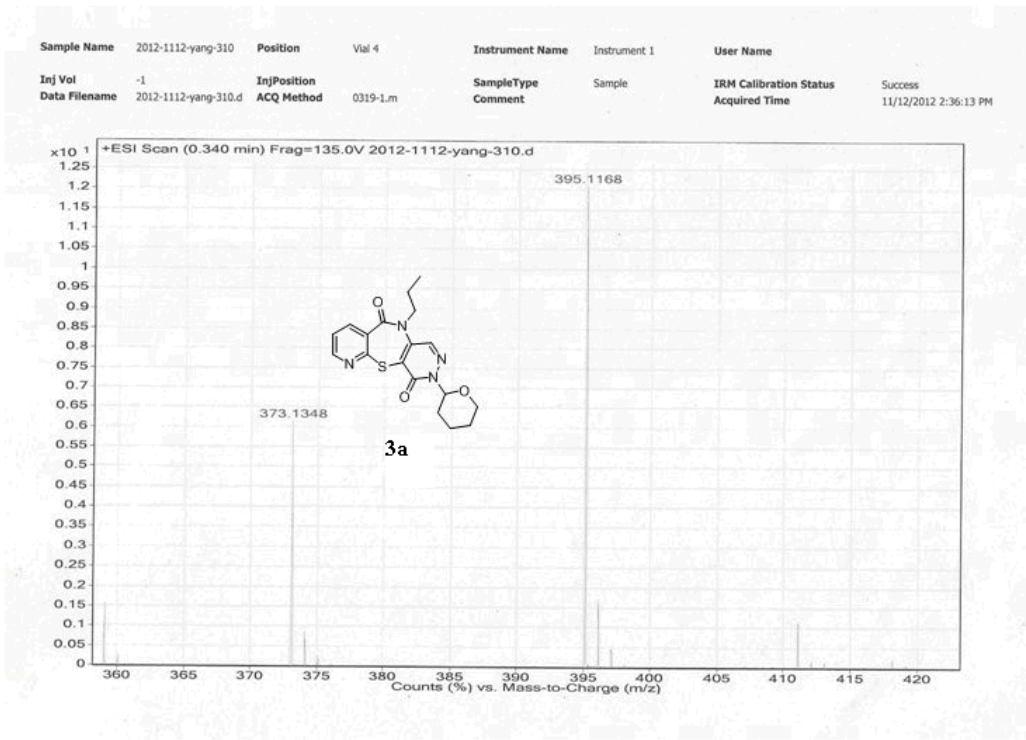 Sample Name 2012-1112-yang-310 Position Vial 4 Instrument Name Instrument 1 User Name
Inj Vol -1 InjPosition SampleType Sample IRM Calibration Status Success
Data Filename 2012-1112-yang-310.d ACQ Method 0319-1.m Comment Acquired Time 11/12/2012 2:36:13 PM
x10 1 +ESI Scan (0.340 min) Frag=135.0V 2012-1112-yang-310.d
1.25
395.1168
1.2
1.15
1.1
1.05
1
0.95
0.9
O
0.85
N
0.8
N
0.75
N S N
0.7
O O
0.65
373.1348
0.6
3a
0.55
0.5
0.45
0.4
0.35
0.3
0.25
0.2
0.15
0.1
0.05
0
360 365 370 375 380 385 390 395 400 405 410 415 420
Counts (%) vs. Mass-to-Charge (m/z)